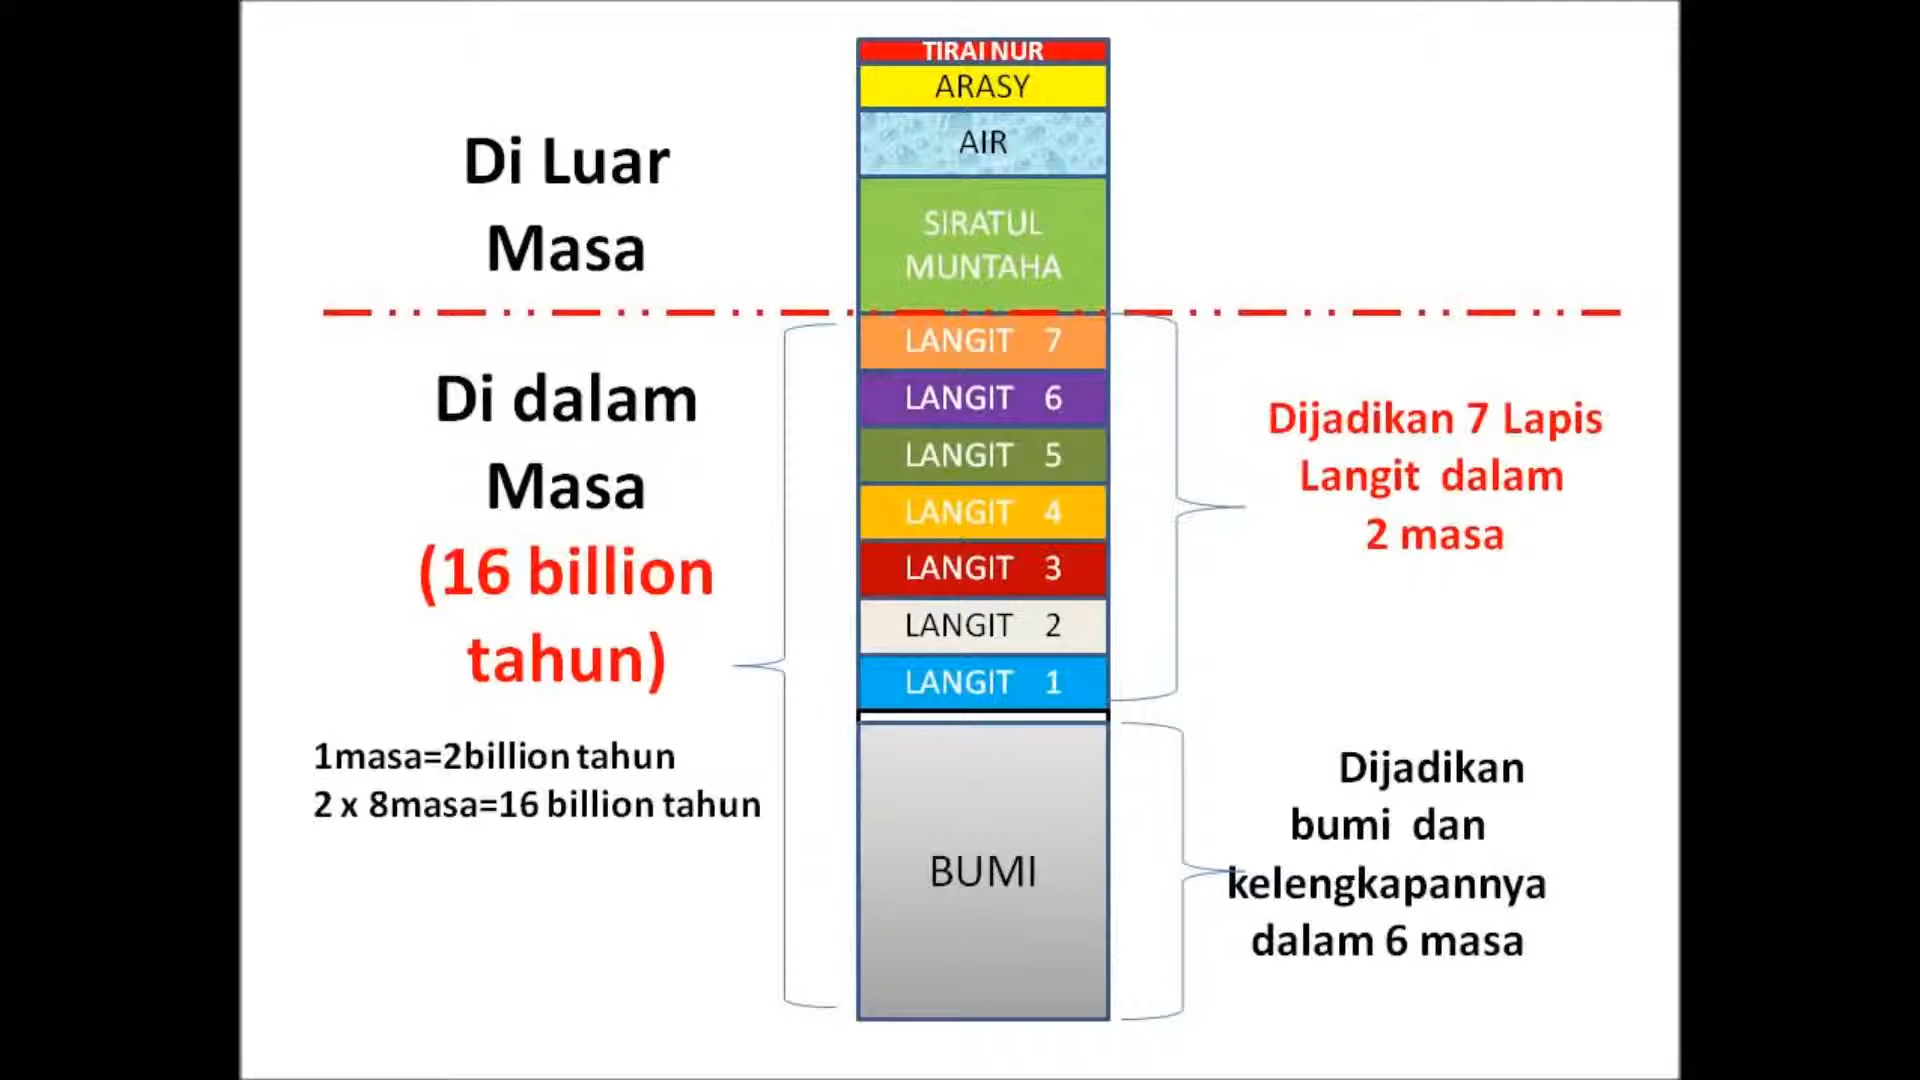 TIRAI NUR
ARASY
AIR
SIRATUL
MUNTAHA
Di Luar
Masa
LANGIT 7
LANGIT 6
LANGIT 5
LANGIT 4
LANGIT 3
LANGIT 2
LANGIT 1
BUMI
Di dalam
Masa
(16 billion
tahun)
1masa=2billion tahun
2 x 8masa=16 billion tahun
Dijadikan 7 Lapis
Langit dalam
2 masa
Dijadikan
bumi dan
kelengkapannya
dalam 6 masa